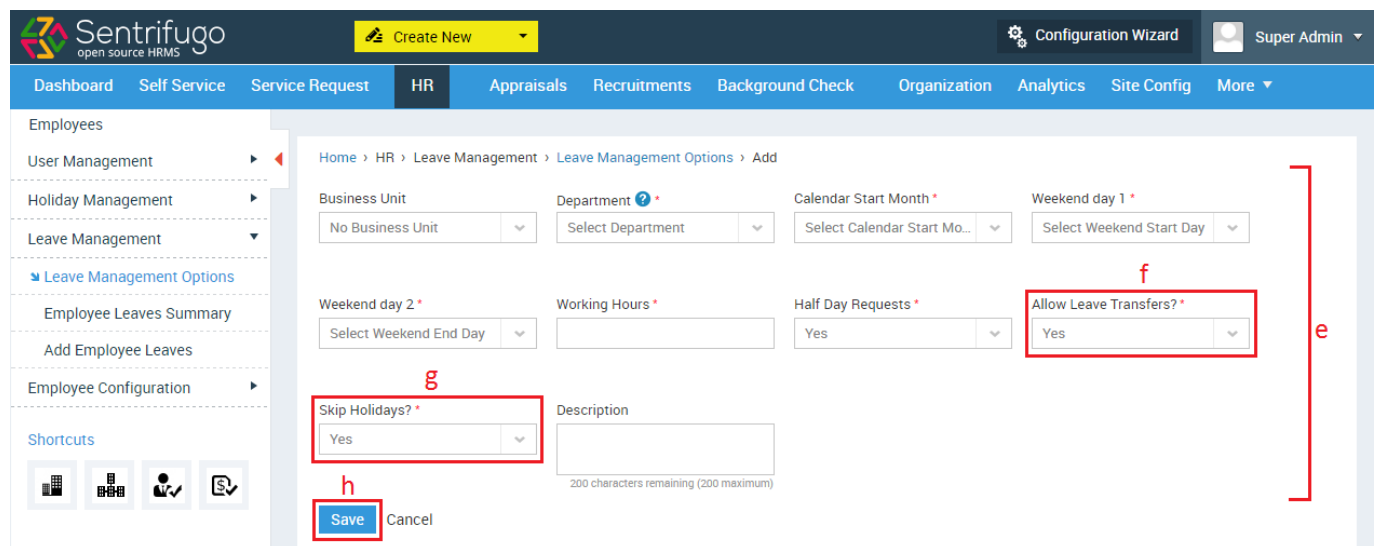 Sentrifugo
open source HRMS
Create New
Configuration Wizard
Super Admin
Dashboard Self Service Service Request HR Appraisals Recruitments Background Check Organization Analytics Site Config More
Employees
User Management
Holiday Management
Leave Management
Leave Management Options
Employee Leaves Summary
Add Employee Leaves
Employee Configuration
Shortcuts
Home › HR › Leave Management › Leave Management Options › Add
Business Unit
No Business Unit
Department ? *
Select Department
Calendar Start Month *
Select Calendar Start Mo...
Weekend day 1 *
Select Weekend Start Day
Weekend day 2 *
Select Weekend End Day
Working Hours *
Half Day Requests *
Yes
f
Allow Leave Transfers? *
Yes
e
g
Skip Holidays? *
Yes
Description
200 characters remaining (200 maximum)
h
Save Cancel